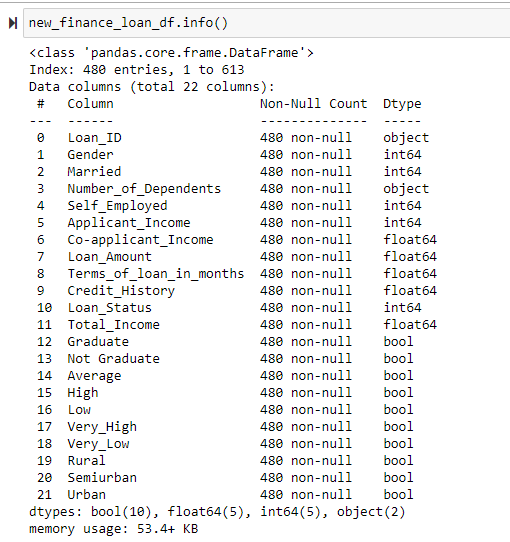 new_finance_loan_df.info()
<class 'pandas.core.frame.DataFrame'>
Index: 480 entries, 1 to 613
Data columns (total 22 columns):
 #   Column                   Non-Null Count  Dtype
---  ------                   --------------  -----
 0   Loan_ID                  480 non-null    object
 1   Gender                   480 non-null    int64
 2   Married                  480 non-null    int64
 3   Number_of_Dependents     480 non-null    object
 4   Self_Employed            480 non-null    int64
 5   Applicant_Income         480 non-null    int64
 6   Co-applicant_Income      480 non-null    float64
 7   Loan_Amount              480 non-null    float64
 8   Terms_of_loan_in_months  480 non-null    float64
 9   Credit_History           480 non-null    float64
 10  Loan_Status              480 non-null    int64
 11  Total_Income             480 non-null    float64
 12  Graduate                 480 non-null    bool
 13  Not Graduate             480 non-null    bool
 14  Average                  480 non-null    bool
 15  High                     480 non-null    bool
 16  Low                      480 non-null    bool
 17  Very_High                480 non-null    bool
 18  Very_Low                 480 non-null    bool
 19  Rural                    480 non-null    bool
 20  Semiurban                480 non-null    bool
 21  Urban                    480 non-null    bool
dtypes: bool(10), float64(5), int64(5), object(2)
memory usage: 53.4+ KB